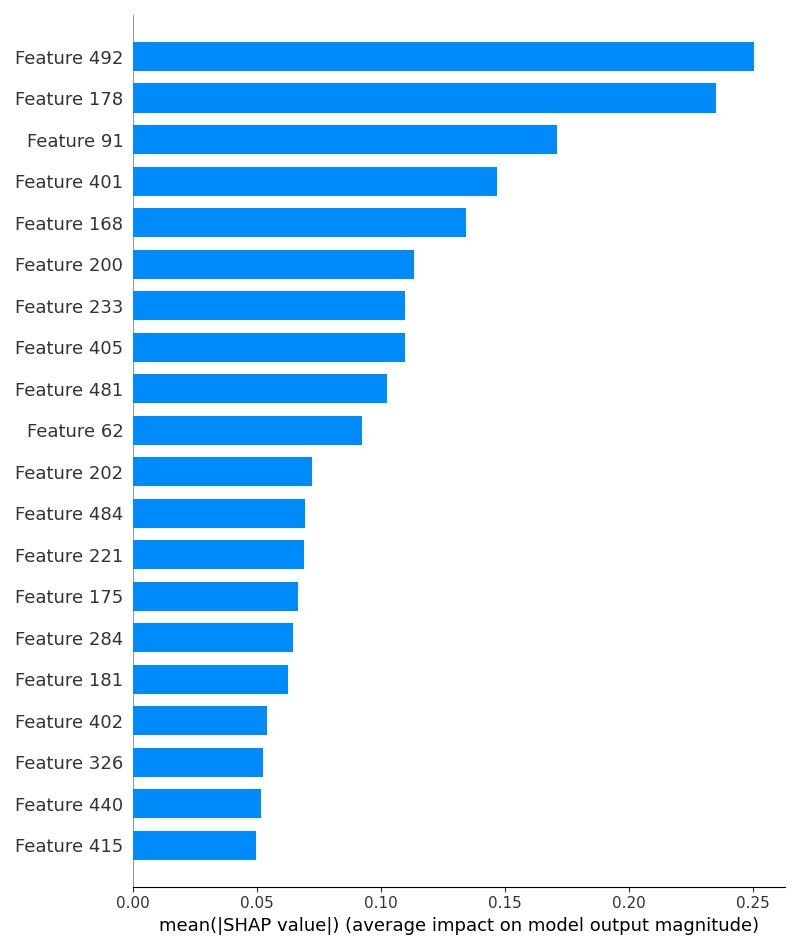 Feature 492
Feature 178
Feature 91
Feature 401
Feature 168
Feature 200
Feature 233
Feature 405
Feature 481
Feature 62
Feature 202
Feature 484
Feature 221
Feature 175
Feature 284
Feature 181
Feature 402
Feature 326
Feature 440
Feature 415
0.00 0.05 0.10 0.15 0.20 0.25
mean(|SHAP value|) (average impact on model output magnitude)